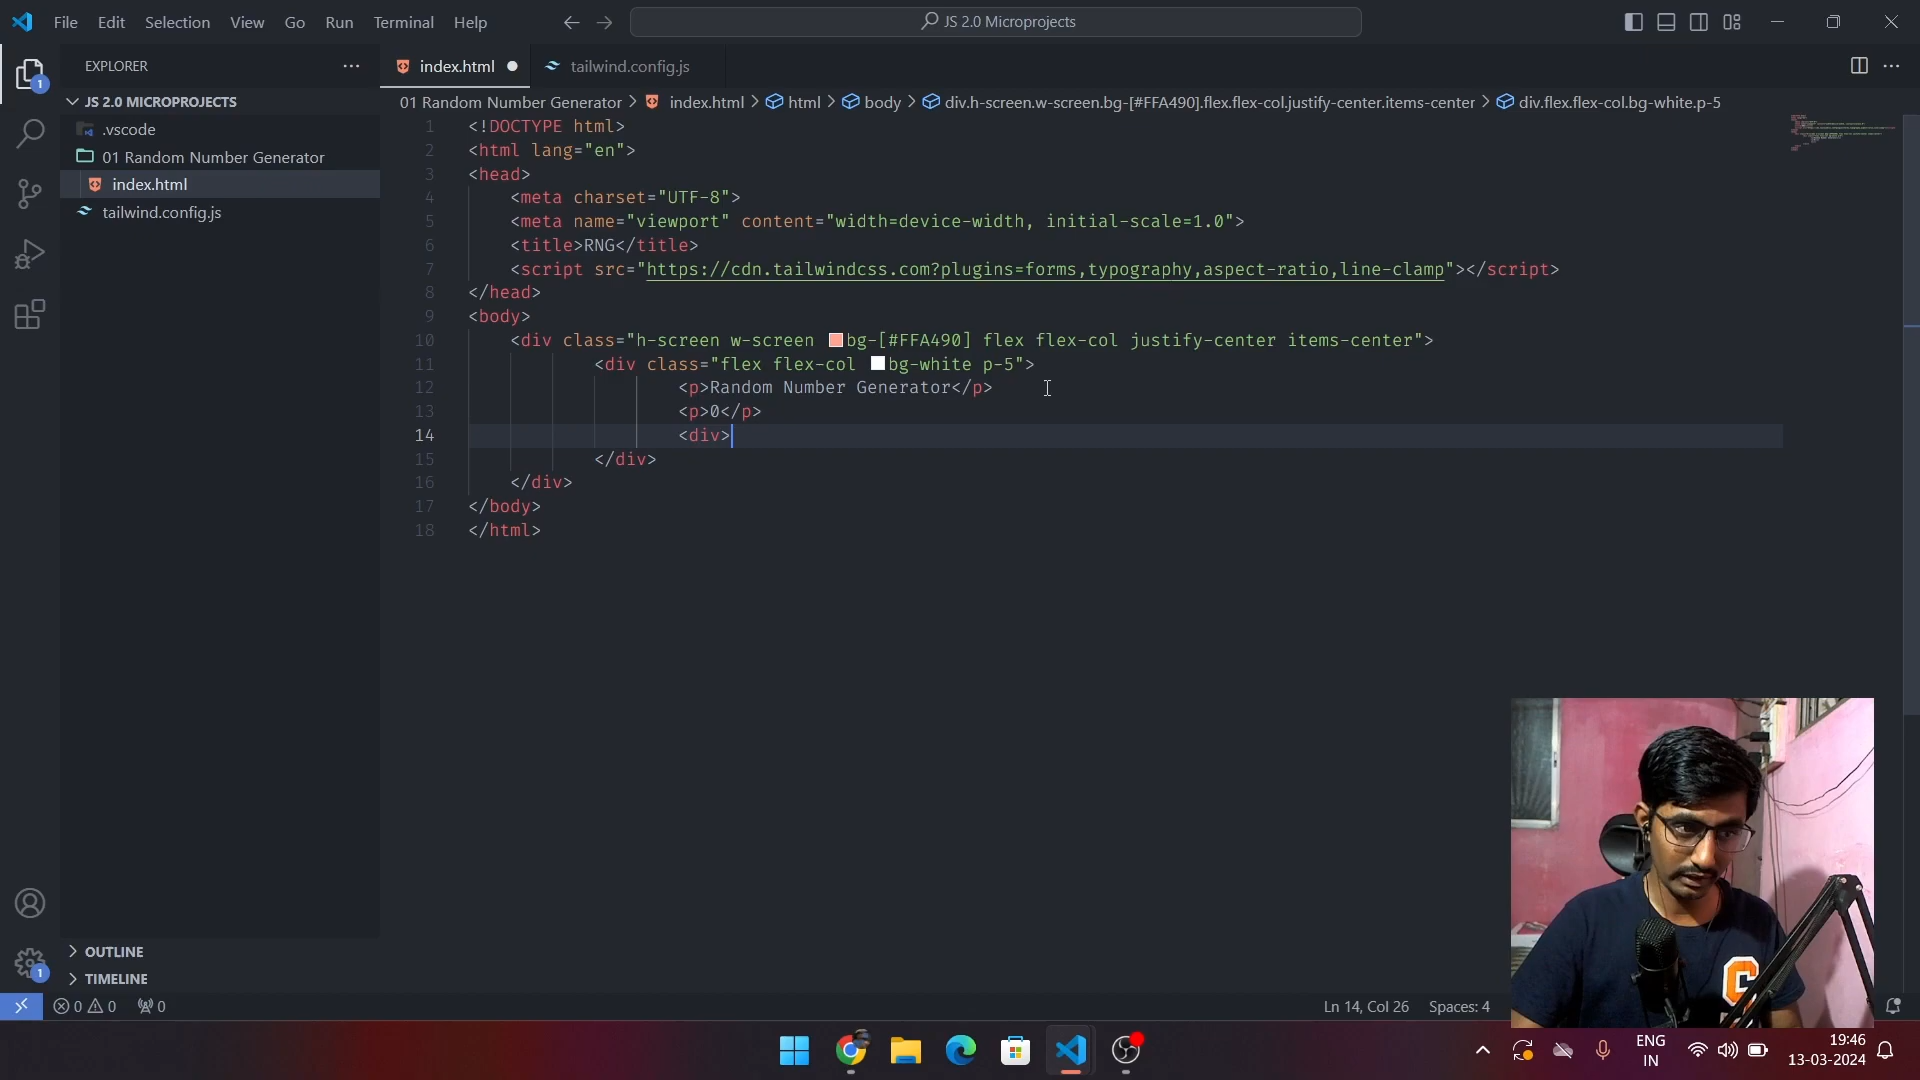 File Edit Selection View Go Run Terminal Help
JS 2.0 Microprojects
EXPLORER
index.html
tailwind.config.js
1
JS 2.0 MICROPROJECTS
.vscode
01 Random Number Generator
index.html
tailwind.config.js
01 Random Number Generator > index.html > html > body > div.h-screen.w-screen.bg-[#FFA490].flex.flex-col.justify-center.items-center > div.flex.flex-col.bg-white.p-5
1 <!DOCTYPE html>
2 <html lang="en">
3 <head>
4 <meta charset="UTF-8">
5 <meta name="viewport" content="width=device-width, initial-scale=1.0">
6 <title>RNG</title>
7 <script src="https://cdn.tailwindcss.com?plugins=forms,typography,aspect-ratio,line-clamp"></script>
8 </head>
9 <body>
10 <div class="h-screen w-screen bg-[#FFA490] flex flex-col justify-center items-center">
11 <div class="flex flex-col bg-white p-5">
12 <p>Random Number Generator</p>
13 <p>0</p>
14 <div>
15 </div>
16 </div>
17 </body>
18 </html>
OUTLINE
TIMELINE
1
0 0 0
Ln 14, Col 26 Spaces: 4
C
ENG
IN
19:46
13-03-2024